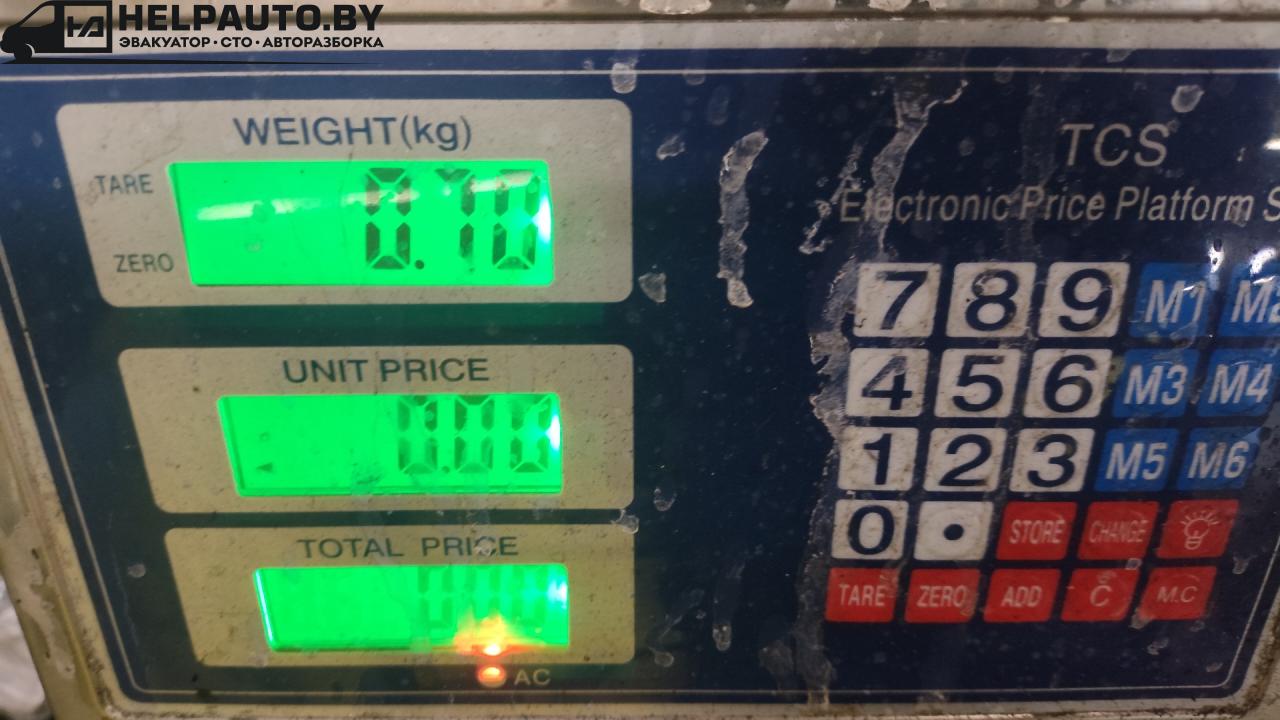 HA
HELPAUTO.BY
ЭВАКУАТОР·СТО·АВТОРАЗБОРКА
WEIGHT(kg)
TARE
ZERO
UNIT PRICE
0.00
TOTAL PRICE
AC
TCS
Electronic Price Platform S
7 8 9 M1 M2
4 5 6 M3 M4
1 2 3 M5 M6
0 • STORE CHANGE
TARE ZERO ADD C M.C